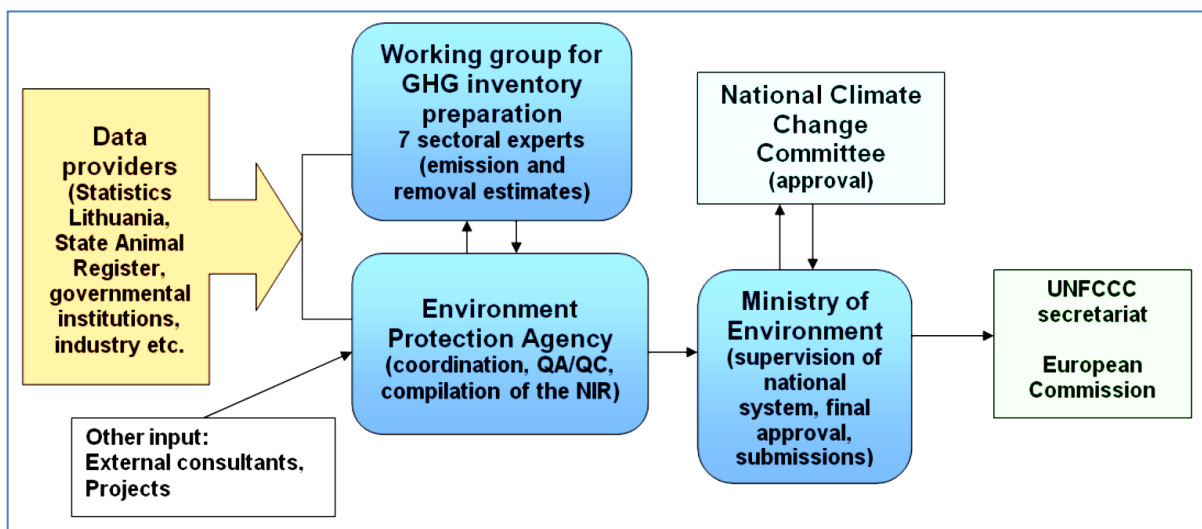 Data
providers
(Statistics
Lithuania,
State Animal
Register,
governmental
institutions,
industry etc.
Other input:
External consultants,
Projects
Working group for
GHG inventory
preparation
7 sectoral experts
(emission and
removal estimates)
Environment
Protection Agency
(coordination, QA/QC,
compilation of the NIR)
National Climate
Change
Committee
(approval)
Ministry of
Environment
(supervision of
national
system, final
approval,
submissions)
UNFCCC
secretariat
European
Commission